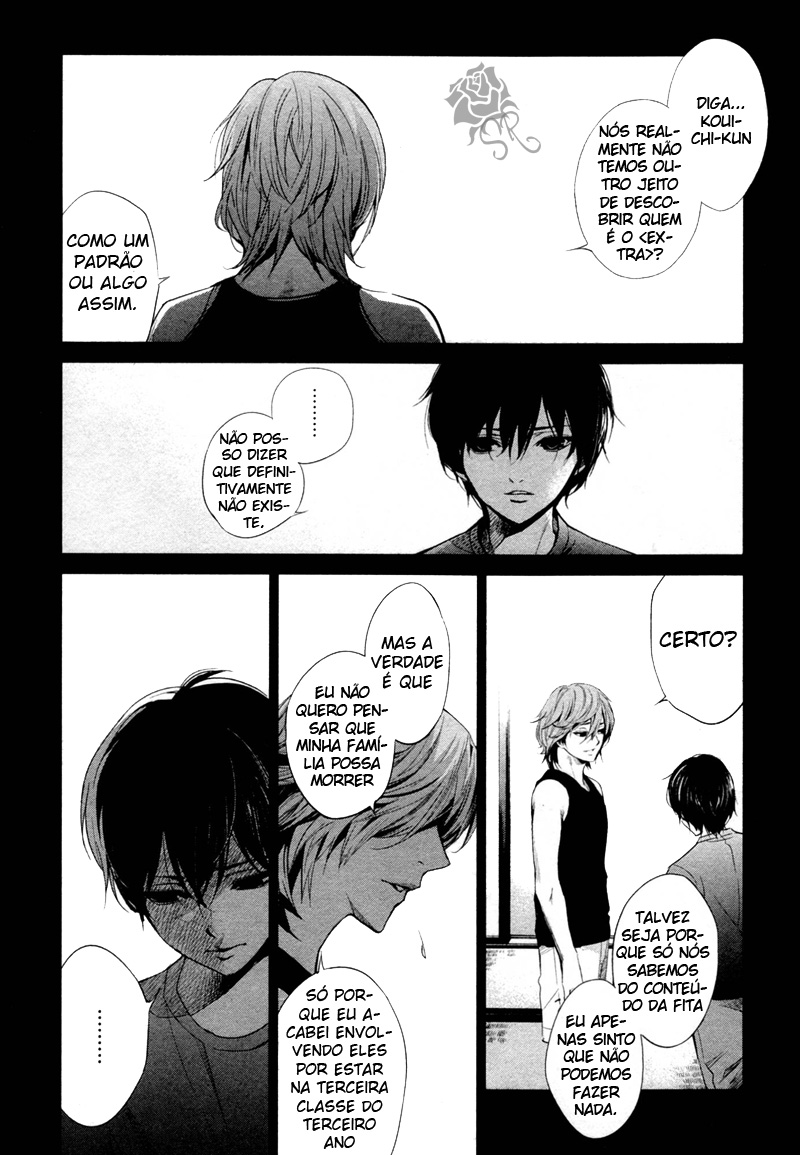 DIGA...
KOUI-
CHI-KUN
NÓS REAL-
MENTE NÃO
TEMOS OU-
TRO JEITO
DE DESCO-
BRIR QUEM
É O <EX-
TRA>?
COMO UM
PADRÃO
OU ALGO
ASSIM.
........
NÃO POS-
SO DIZER
QUE DEFINI-
TIVAMENTE
NÃO EXIS-
TE.
CERTO?
TALVEZ
SEJA POR-
QUE SÓ NÓS
SABEMOS
DO CONTEÚ-
DO DA FITA
EU APE-
NAS SINTO
QUE NÃO
PODEMOS
FAZER
NADA.
MAS A
VERDADE
É QUE
EU NÃO
QUERO PEN-
SAR QUE
MINHA FAMÍ-
LIA POSSA
MORRER
SÓ POR-
QUE EU A-
CABEI ENVOL-
VENDO ELES
POR ESTAR
NA TERCEIRA
CLASSE DO
TERCEIRO
ANO
........
SR